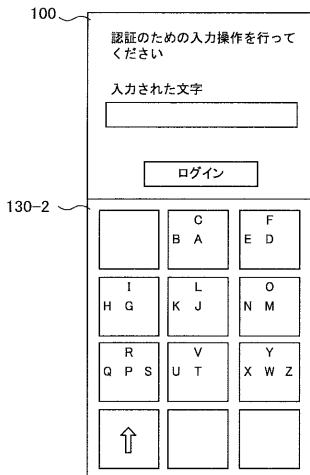 100
認証のための入力操作を行って
ください
入力された文字
ログイン
130-2
C
B A
F
E D
I
H G
L
K J
O
N M
R
Q P S
V
U T
Y
X W Z